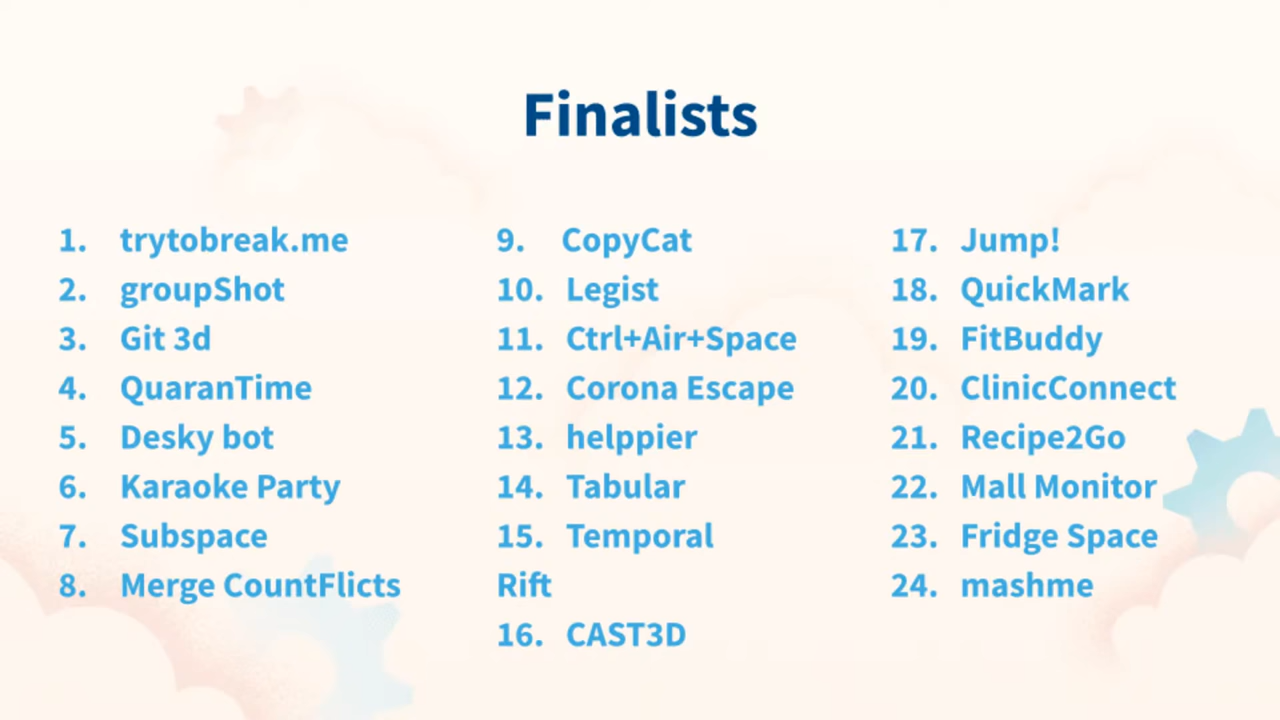 Finalists
1. trytobreak.me
2. groupShot
3. Git 3d
4. QuaranTime
5. Desky bot
6. Karaoke Party
7. Subspace
8. Merge CountFlicts
9. CopyCat
10. Legist
11. Ctrl+Air+Space
12. Corona Escape
13. helppier
14. Tabular
15. Temporal
Rift
16. CAST3D
17. Jump!
18. QuickMark
19. FitBuddy
20. ClinicConnect
21. Recipe2Go
22. Mall Monitor
23. Fridge Space
24. mashme